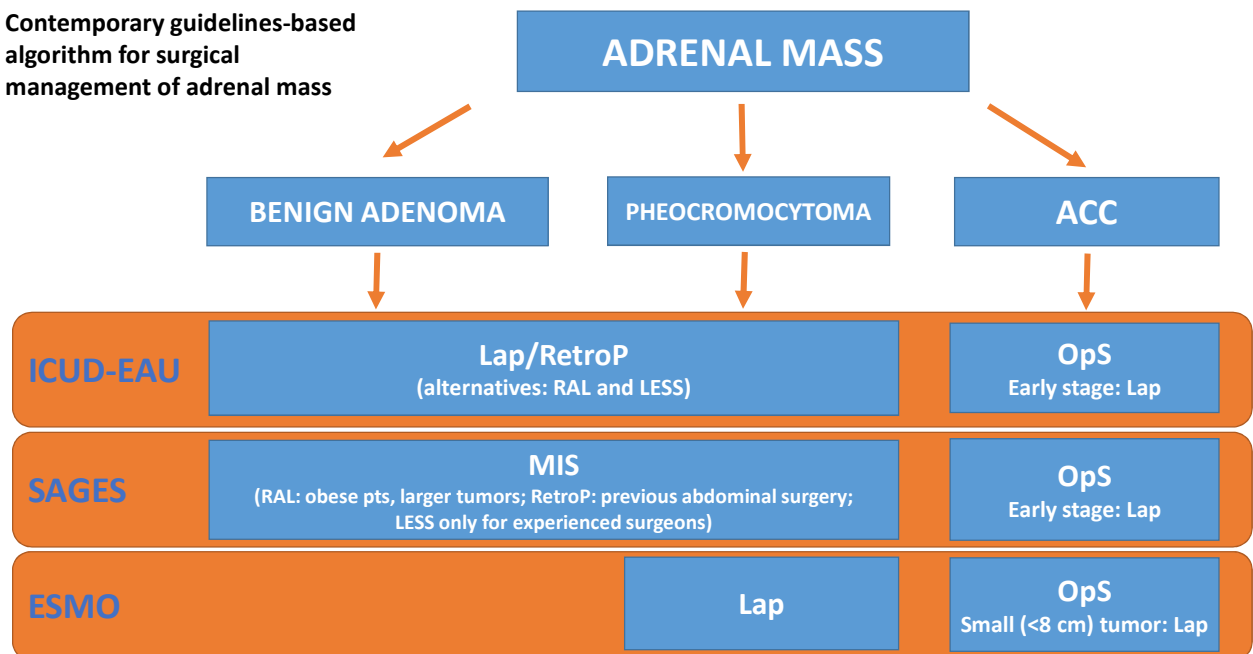 Contemporary guidelines-based
algorithm for surgical
management of adrenal mass
ADRENAL MASS
BENIGN ADENOMA
PHEOCROMOCYTOMA
ACC
ICUD-EAU
Lap/RetroP
(alternatives: RAL and LESS)
OpS
Early stage: Lap
SAGES
MIS
(RAL: obese pts, larger tumors; RetroP: previous abdominal surgery;
LESS only for experienced surgeons)
OpS
Early stage: Lap
ESMO
Lap
OpS
Small (<8 cm) tumor: Lap